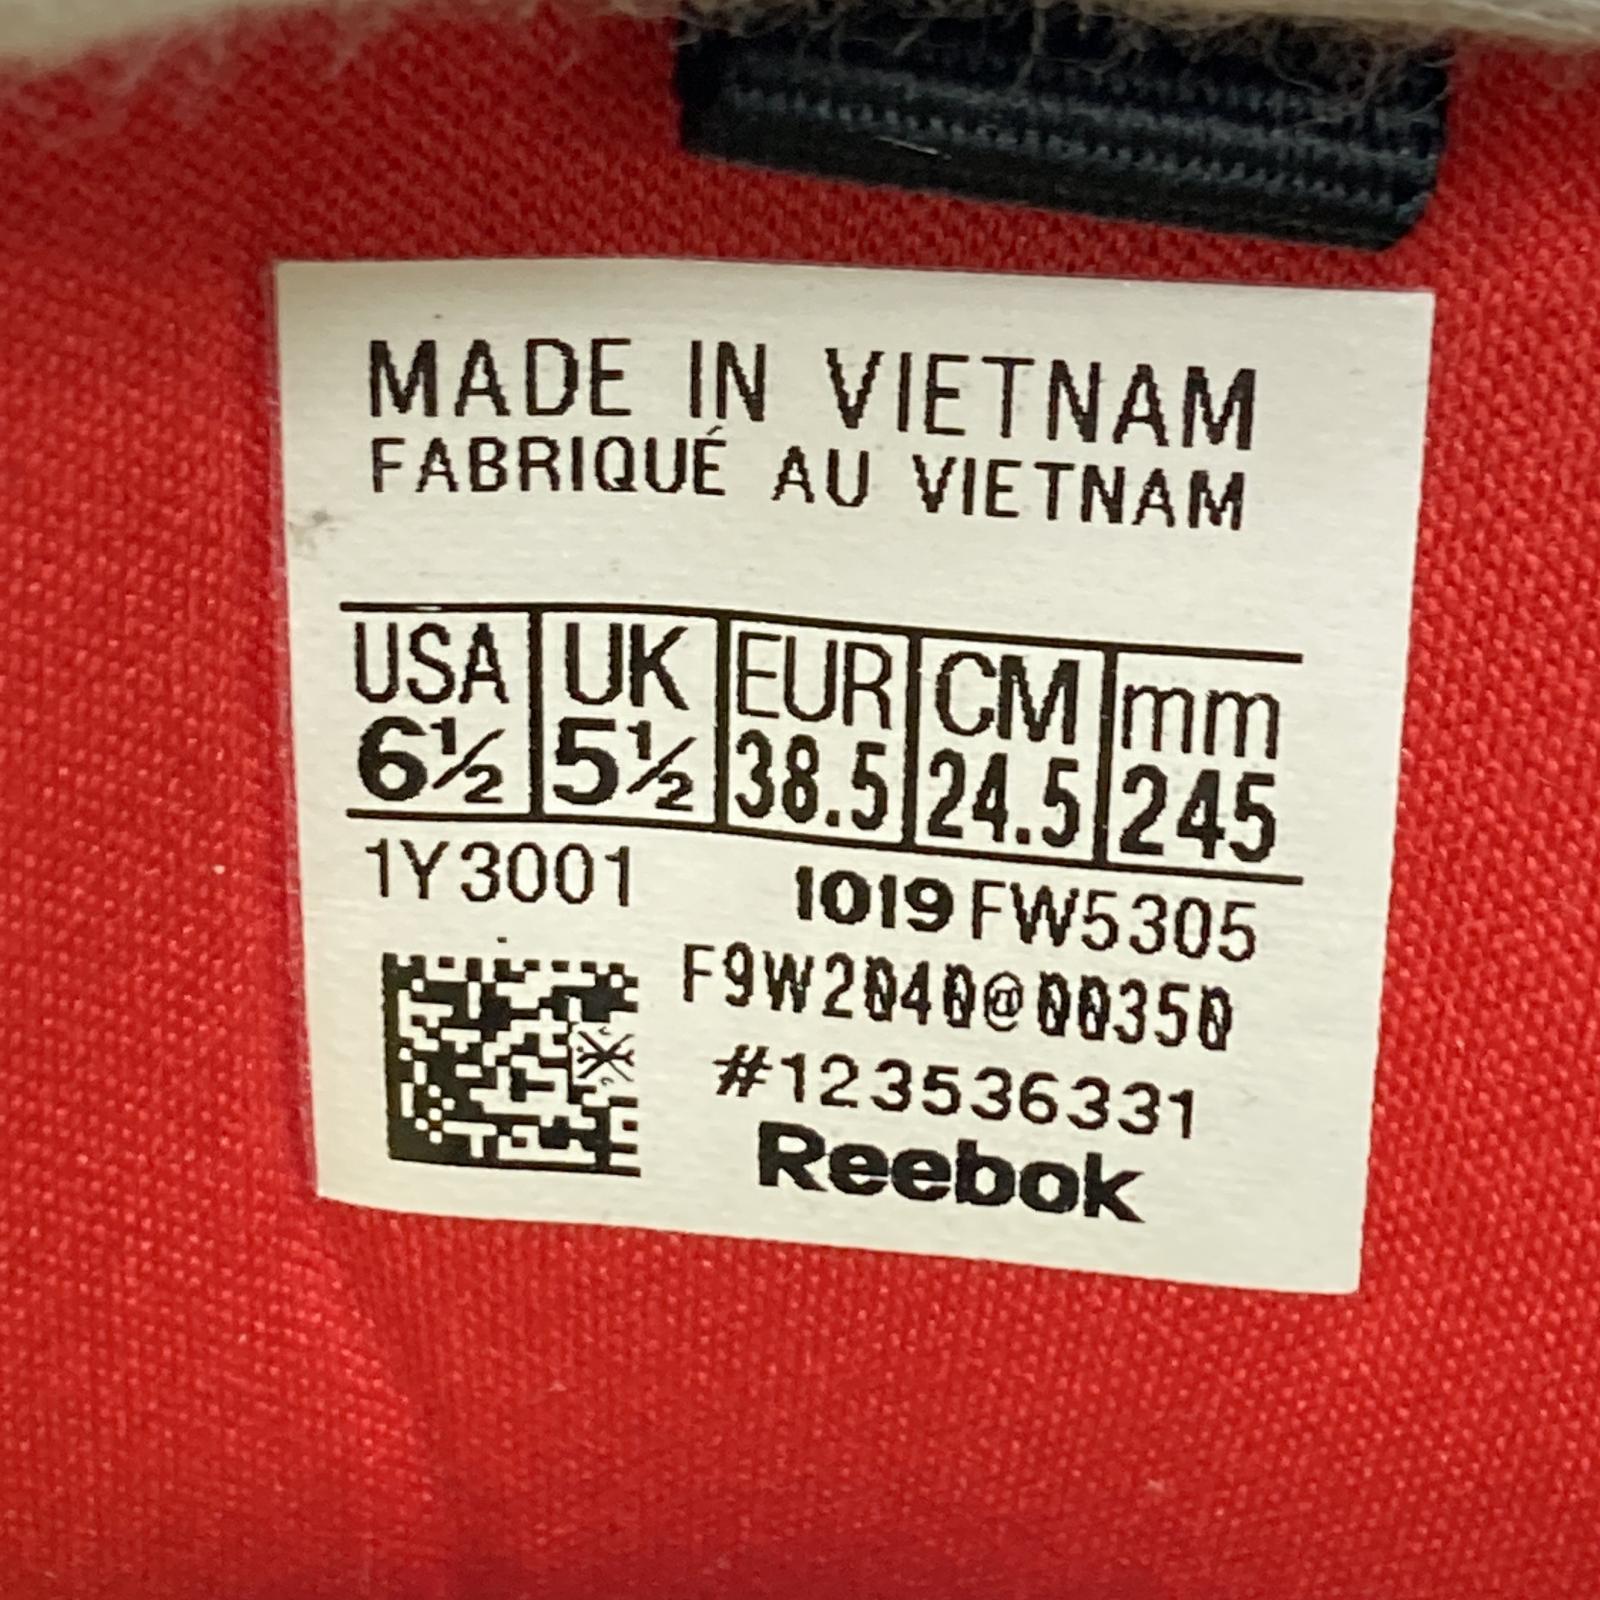 MADE IN VIETNAM
FABRIQUÉ AU VIETNAM
USA UK EUR CM mm
6½ 5½ 38.5 24.5 245
1Y3001 1019 FW5305
F9W2040@00350
#123536331
Reebok